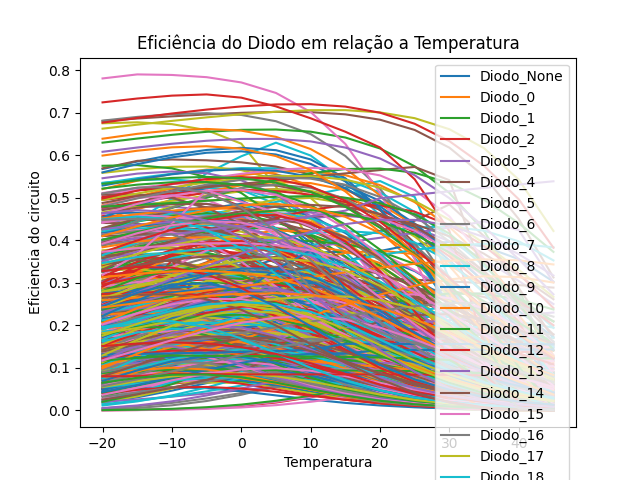 Eficiência do Diodo em relação a Temperatura
Eficiencia do circuito
0.8
0.7
0.6
0.5
0.4
0.3
0.2
0.1
0.0
−20
−10
0
10
20
30
40
Temperatura
Diodo_None
Diodo_0
Diodo_1
Diodo_2
Diodo_3
Diodo_4
Diodo_5
Diodo_6
Diodo_7
Diodo_8
Diodo_9
Diodo_10
Diodo_11
Diodo_12
Diodo_13
Diodo_14
Diodo_15
Diodo_16
Diodo_17
Diodo_18